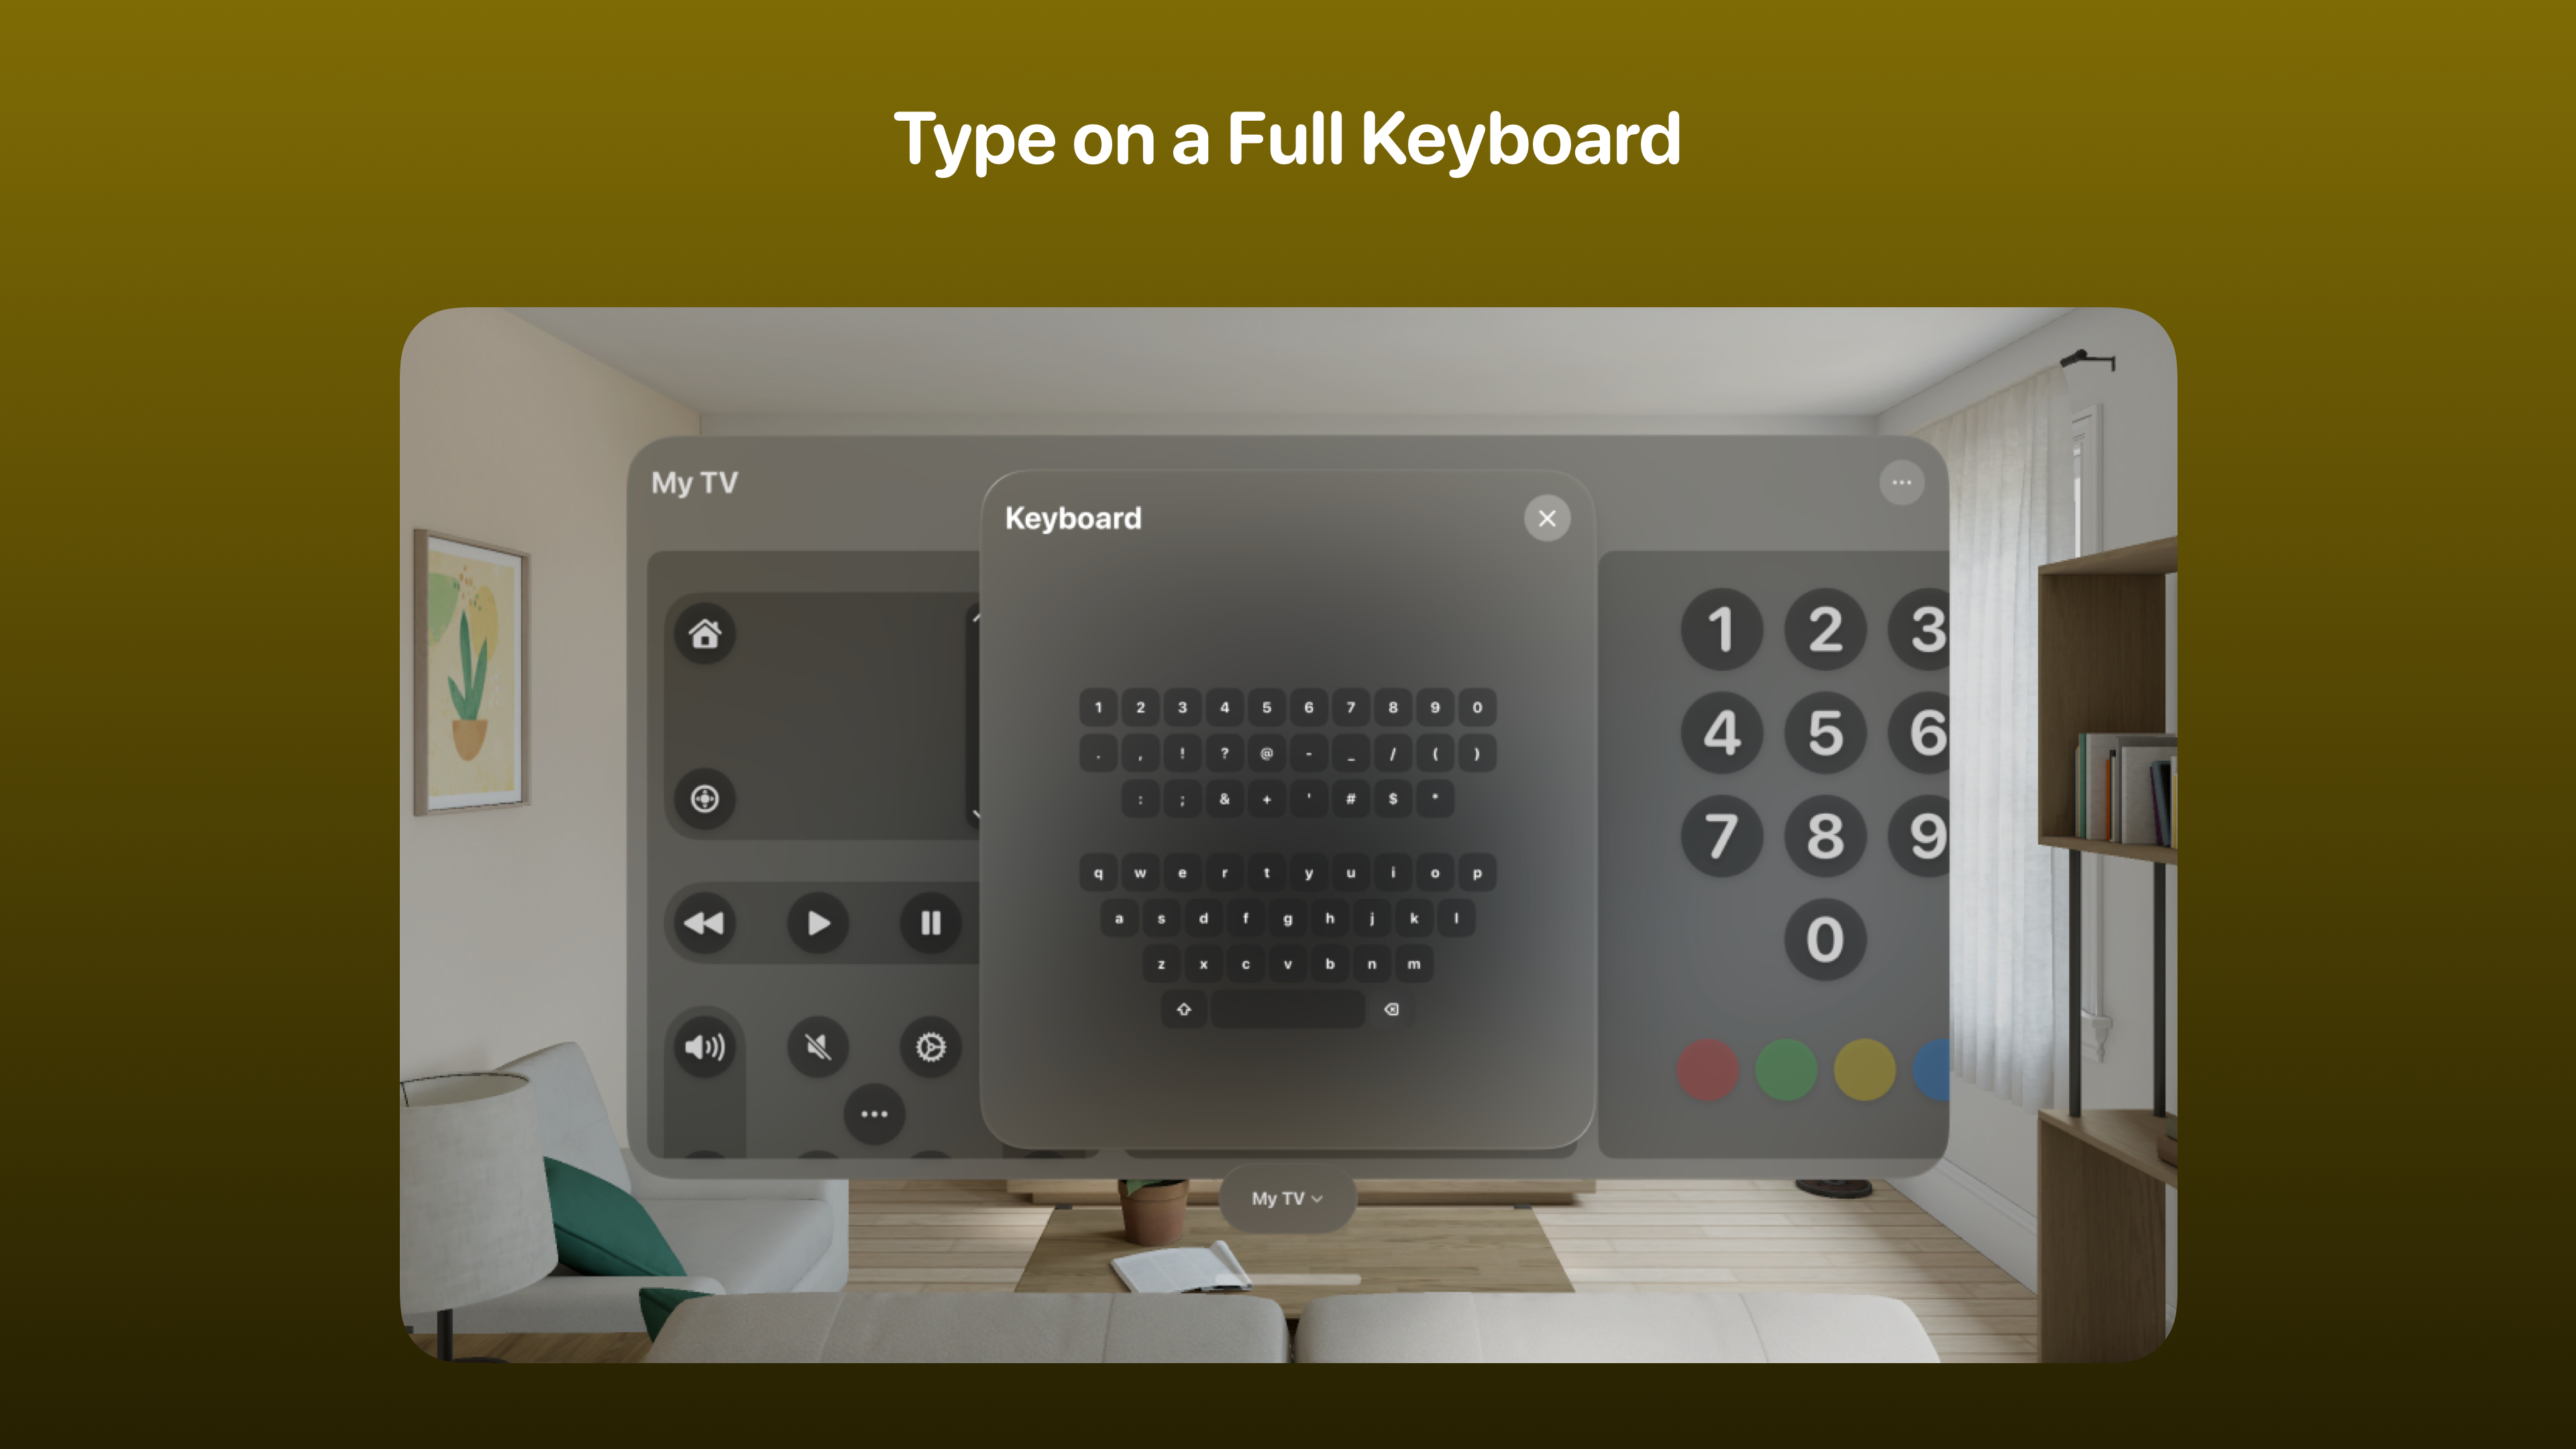 Type on a Full Keyboard
My TV
Keyboard
1 2 3 4 5 6 7 8 9 0
. , ! ? @ - _ / ( )
: ; & + ' # $ *
q w e r t y u i o p
a s d f g h j k l
z x c v b n m
1 2 3
4 5 6
7 8 9
0
My TV